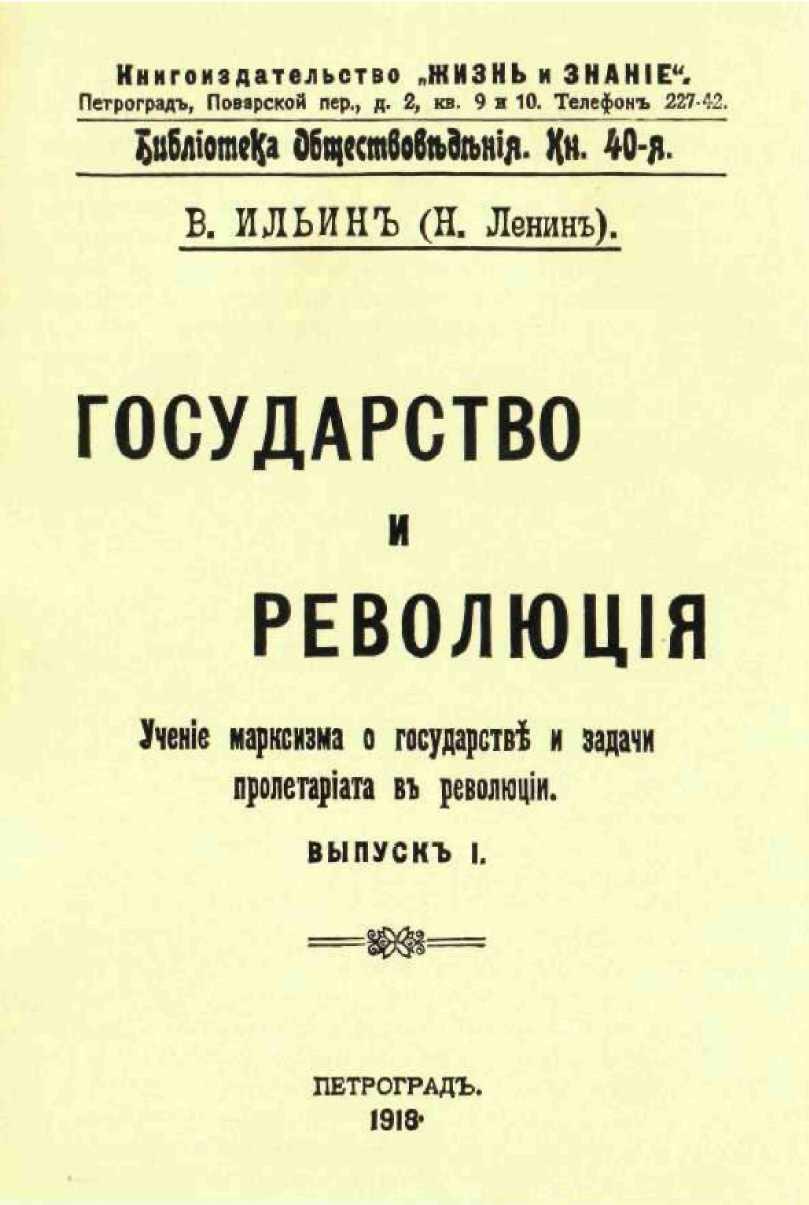 Книгоиздательство „ЖИЗНЬ и ЗНАНІЕ“.
Петроградъ, Поварской пер., д. 2, кв. 9 и 10. Телефонъ 227-42.
Библіотека Обществовѣдѣнія. Кн. 40-я.
В. ИЛЬИНЪ (Н. Ленинъ).
ГОСУДАРСТВО
И
РЕВОЛЮЦІЯ
Ученіе марксизма о государствѣ и задачи
пролетаріата въ революціи.
ВЫПУСКЪ I.
ПЕТРОГРАДЪ.
1918·